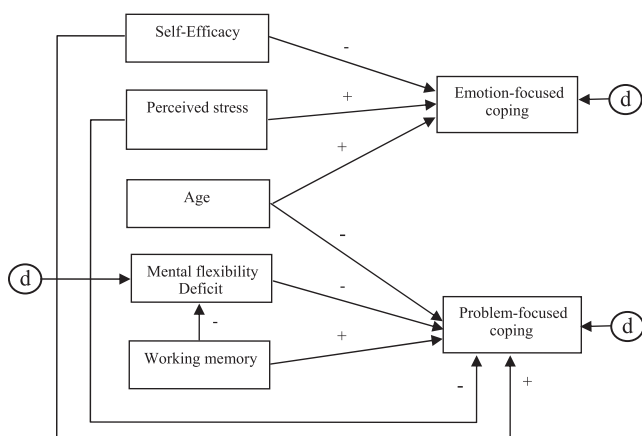 Self-Efficacy
-
Perceived stress
+
Emotion-focused
coping
d
+
Age
-
d
Mental flexibility
Deficit
-
Problem-focused
coping
d
-
+
Working memory
-
+